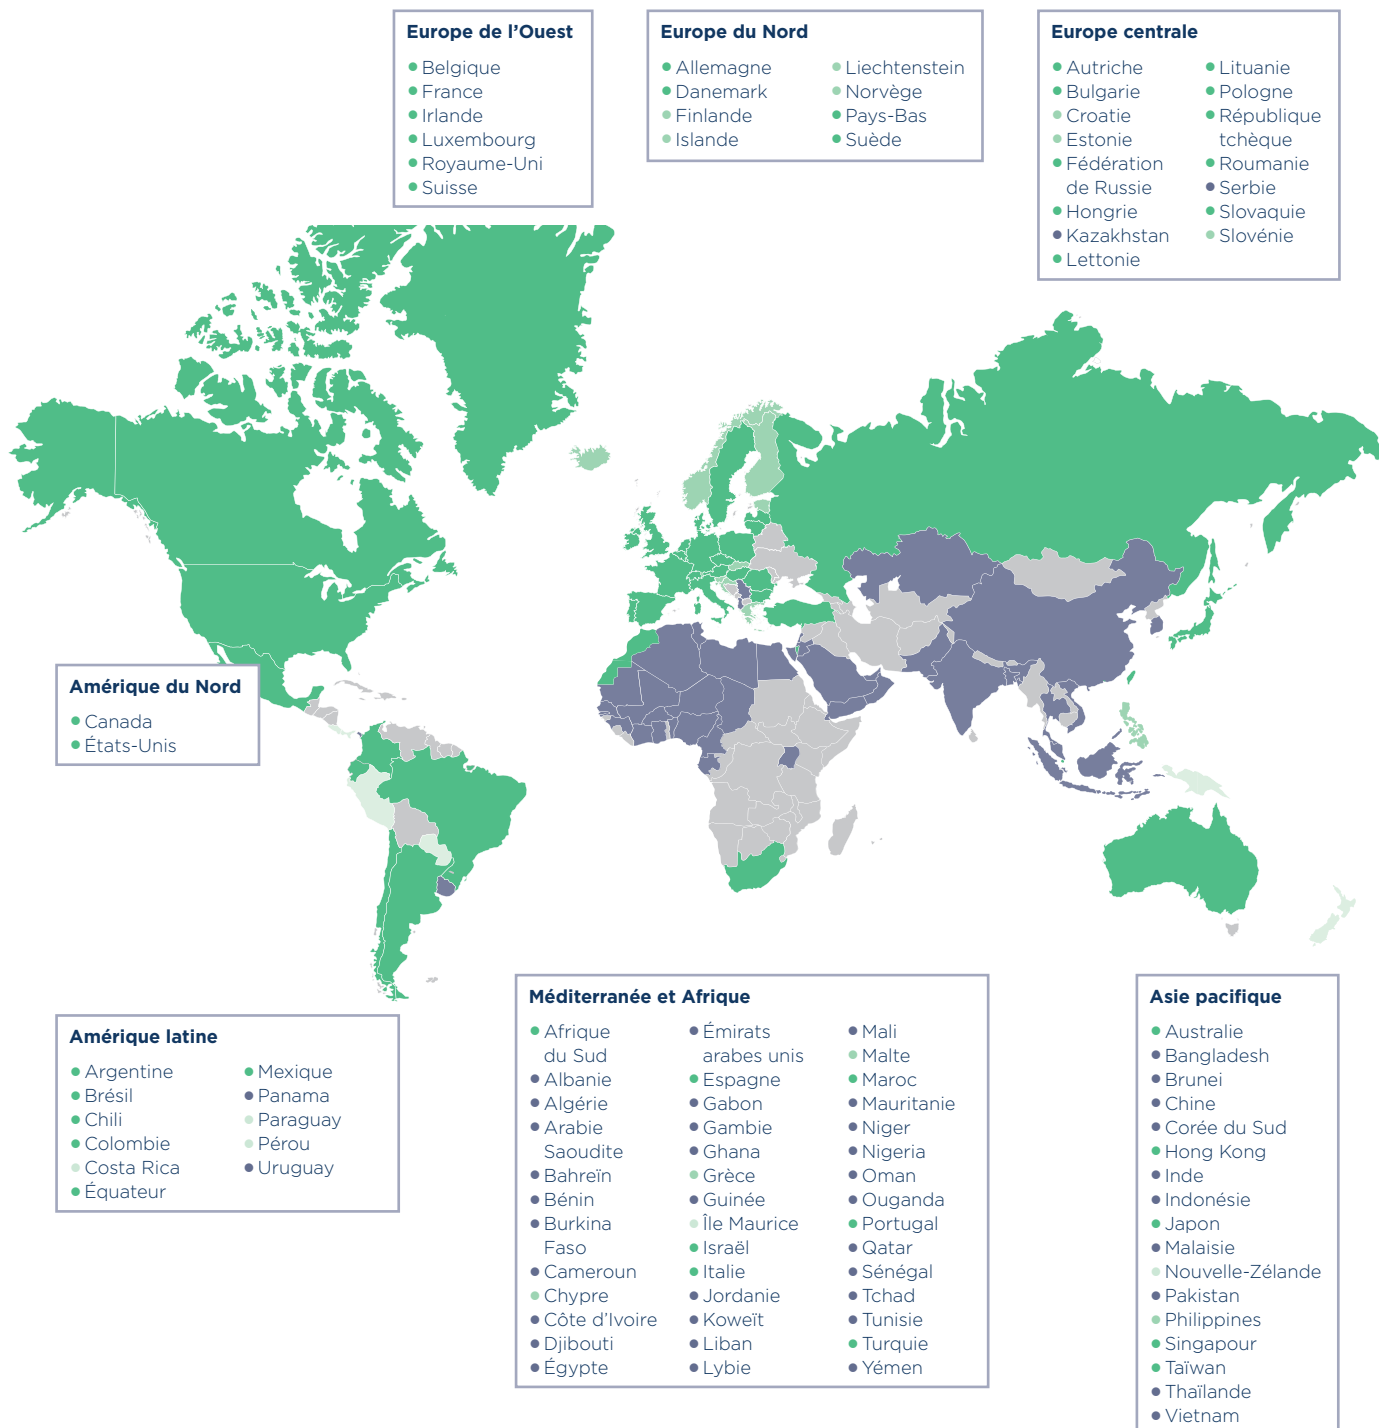 Europe de l’Ouest
Belgique
France
Irlande
Luxembourg
Royaume-Uni
Suisse
Europe du Nord
Allemagne
Danemark
Finlande
Islande
Liechtenstein
Norvège
Pays-Bas
Suède
Europe centrale
Autriche
Bulgarie
Croatie
Estonie
Fédération
de Russie
Hongrie
Kazakhstan
Lettonie
Lituanie
Pologne
République
tchèque
Roumanie
Serbie
Slovaquie
Slovénie
Amérique du Nord
Canada
États-Unis
Amérique latine
Argentine
Brésil
Chili
Colombie
Costa Rica
Équateur
Mexique
Panama
Paraguay
Pérou
Uruguay
Méditerranée et Afrique
Afrique
du Sud
Albanie
Algérie
Arabie
Saoudite
Bahreïn
Bénin
Burkina
Faso
Cameroun
Chypre
Côte d’Ivoire
Djibouti
Égypte
Émirats
arabes unis
Espagne
Gabon
Gambie
Ghana
Grèce
Guinée
Île Maurice
Israël
Italie
Jordanie
Koweït
Liban
Lybie
Mali
Malte
Maroc
Mauritanie
Niger
Nigeria
Oman
Ouganda
Portugal
Qatar
Sénégal
Tchad
Tunisie
Turquie
Yémen
Asie pacifique
Australie
Bangladesh
Brunei
Chine
Corée du Sud
Hong Kong
Inde
Indonésie
Japon
Malaisie
Nouvelle-Zélande
Pakistan
Philippines
Singapour
Taïwan
Thaïlande
Vietnam